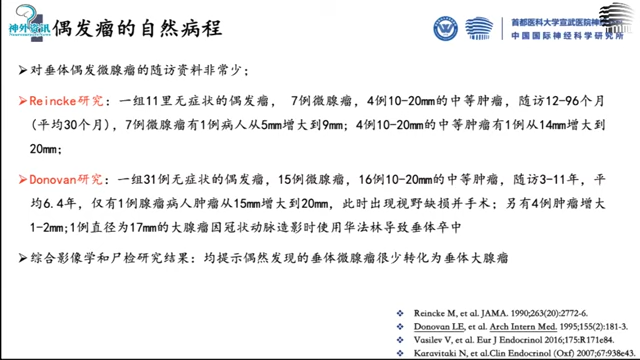 神外资讯
偶发瘤的自然病程
首都医科大学宣武医院神经外科
中国国际神经科学研究所
➢对垂体偶发微腺瘤的随访资料非常少；
➢Reincke研究：一组11里无症状的偶发瘤， 7例微腺瘤，4例10-20mm的中等肿瘤，随访12-96个月
(平均30个月)，7例微腺瘤有1例病人从5mm增大到9mm；4例10-20mm的中等肿瘤有1例从14mm增大到
20mm；
➢Donovan研究：一组31例无症状的偶发瘤，15例微腺瘤，16例10-20mm的中等肿瘤，随访3-11年，平
均6.4年，仅有1例腺瘤病人肿瘤从15mm增大到20mm，此时出现视野缺损并手术；另有4例肿瘤增大
1-2mm;1例直径为17mm的大腺瘤因冠状动脉造影时使用华法林导致垂体卒中
➢综合影像学和尸检研究结果：均提示偶然发现的垂体微腺瘤很少转化为垂体大腺瘤
❖ Reincke M, et al. JAMA. 1990;263(20):2772-6.
❖ Donovan LE, et al. Arch Intern Med. 1995;155(2):181-3.
❖ Vasilev V, et al. Eur J Endocrinol 2016;175:R171e84.
❖ Karavitaki N, et al.Clin Endocrinol (Oxf) 2007;67:938e43.